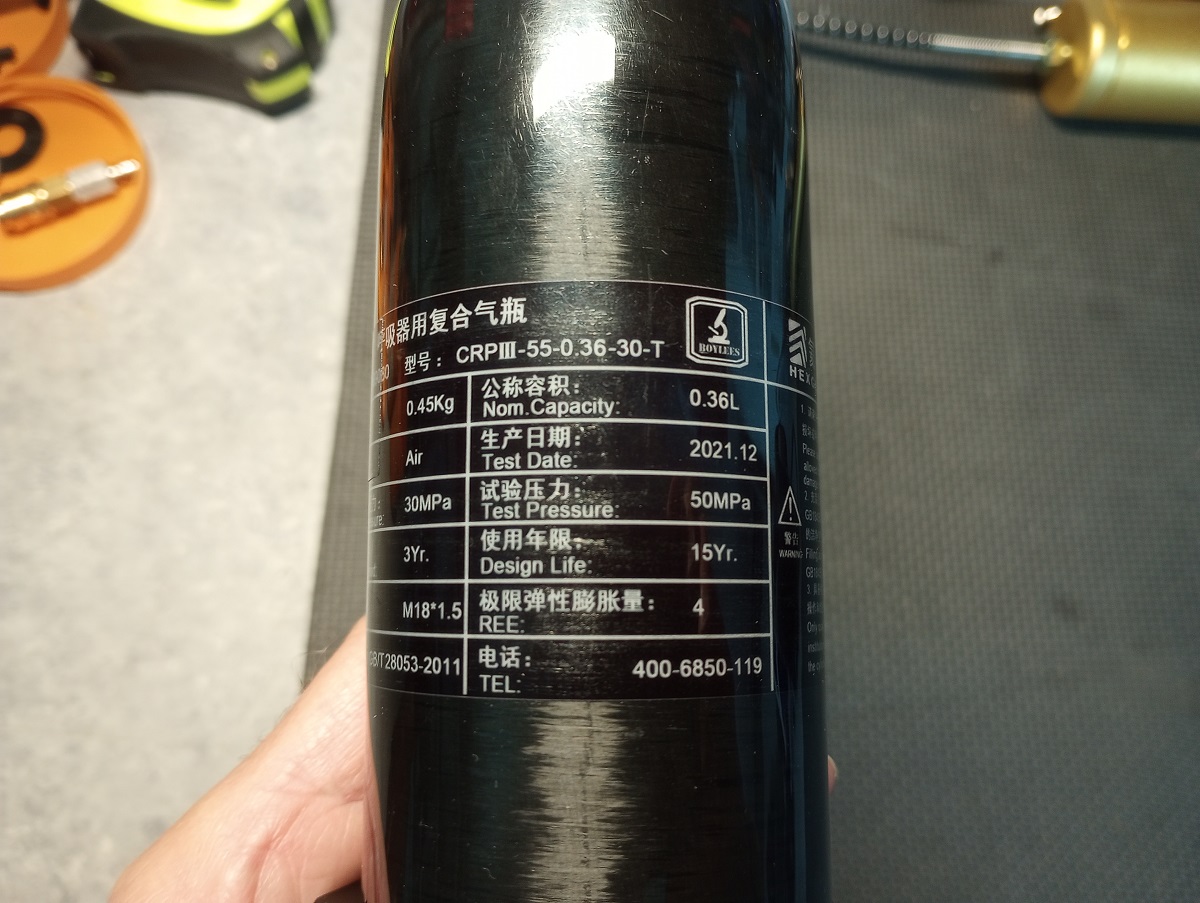 吸器用复合气瓶
型号： CRPⅢ-55-0.36-30-T
BOYLEES
HEX
0.45Kg
公称容积：
Nom.Capacity: 0.36L
Air
生产日期：
Test Date: 2021.12
30MPa
试验压力：
Test Pressure: 50MPa
3Yr.
使用年限：
Design Life: 15Yr.
M18*1.5
极限弹性膨胀量：
REE: 4
GB/T28053-2011
电话：
TEL: 400-6850-119
警告
WARNING